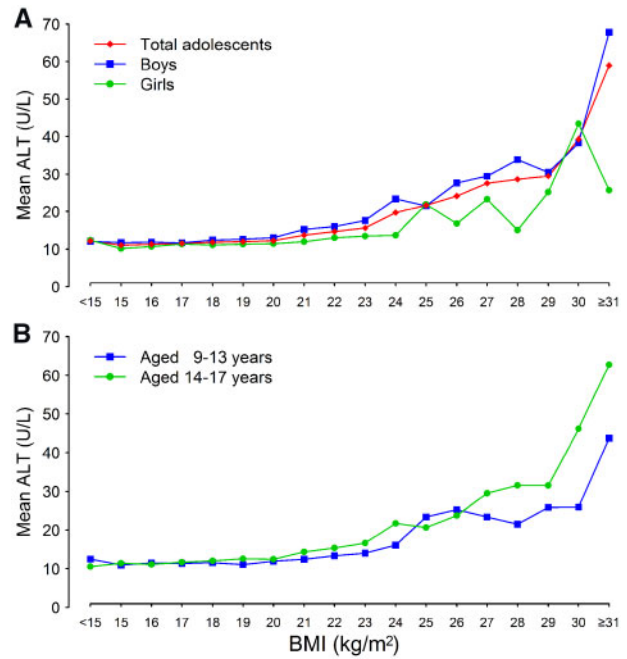 A
70
60
50
40
30
20
10
0
Mean ALT (U/L)
Total adolescents
Boys
Girls
<15 15 16 17 18 19 20 21 22 23 24 25 26 27 28 29 30 ≥31
B
70
60
50
40
30
20
10
0
Mean ALT (U/L)
Aged 9-13 years
Aged 14-17 years
<15 15 16 17 18 19 20 21 22 23 24 25 26 27 28 29 30 ≥31
BMI (kg/m²)